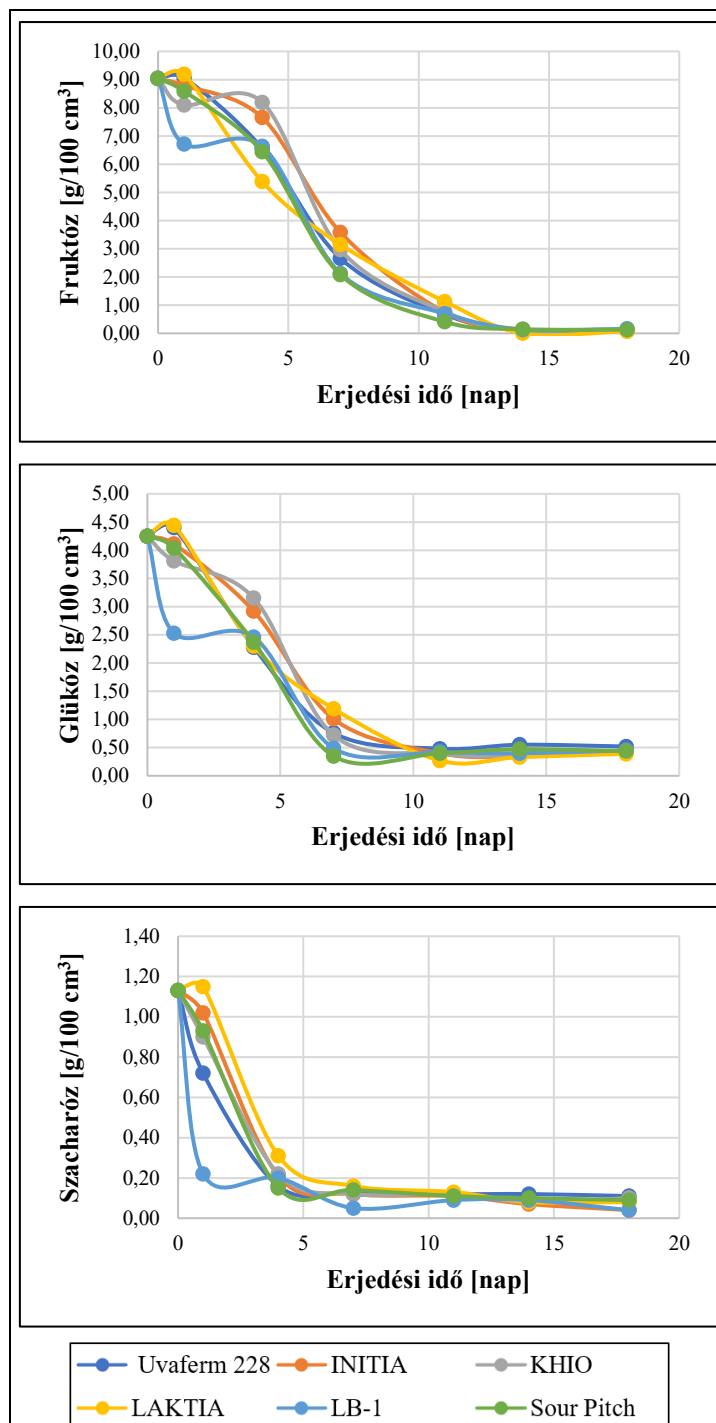 10,00
9,00
8,00
7,00
6,00
5,00
4,00
3,00
2,00
1,00
0,00
Fruktóz [g/100 cm³]
0 5 10 15 20
Erjedési idő [nap]
5,00
4,50
4,00
3,50
3,00
2,50
2,00
1,50
1,00
0,50
0,00
Glükóz [g/100 cm³]
0 5 10 15 20
Erjedési idő [nap]
1,40
1,20
1,00
0,80
0,60
0,40
0,20
0,00
Szacharóz [g/100 cm³]
0 5 10 15 20
Erjedési idő [nap]
Uvaferm 228 INITIA KHIO
LAKTIA LB-1 Sour Pitch